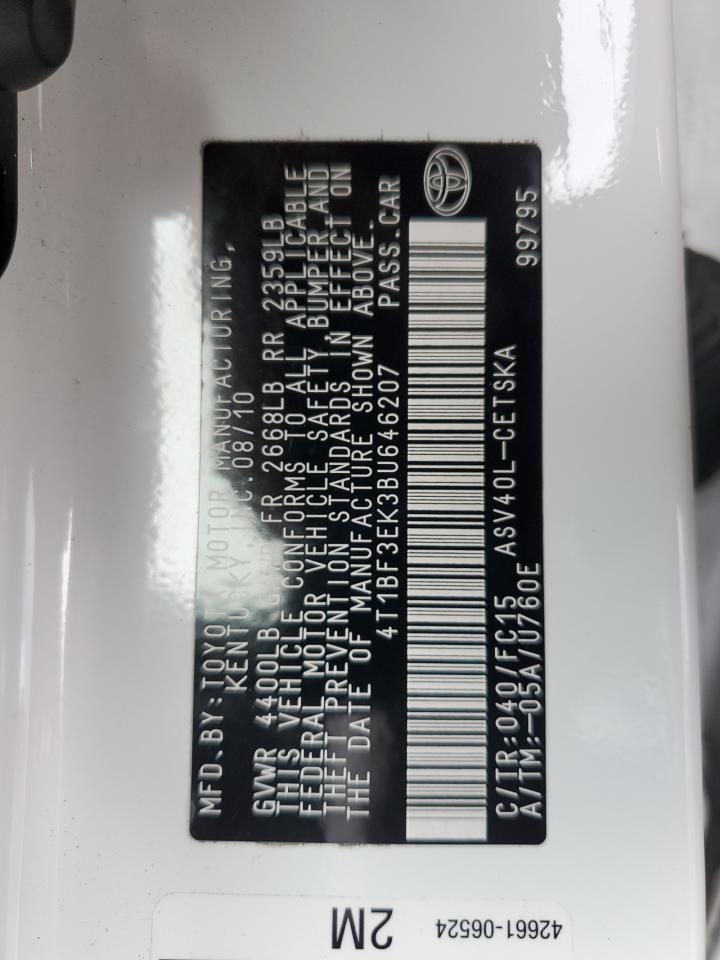 MFD.BY:TOYOTA MOTOR MANUFACTURING,
KENTUCKY, INC.08/10
GVWR 4400LB GAWR FR 2668LB RR 2359LB
THIS VEHICLE CONFORMS TO ALL APPLICABLE
FEDERAL MOTOR VEHICLE SAFETY, BUMPER,AND
THEFT PREVENTION STANDARDS IN EFFECT ON
THE DATE OF MANUFACTURE SHOWN ABOVE.
4T1BF3EK3BU646207 PASS.CAR
C/TR:040/FC15 ASV40L-CETSKA
A/TM:-05A/U760E 99795
2M
42661-06524